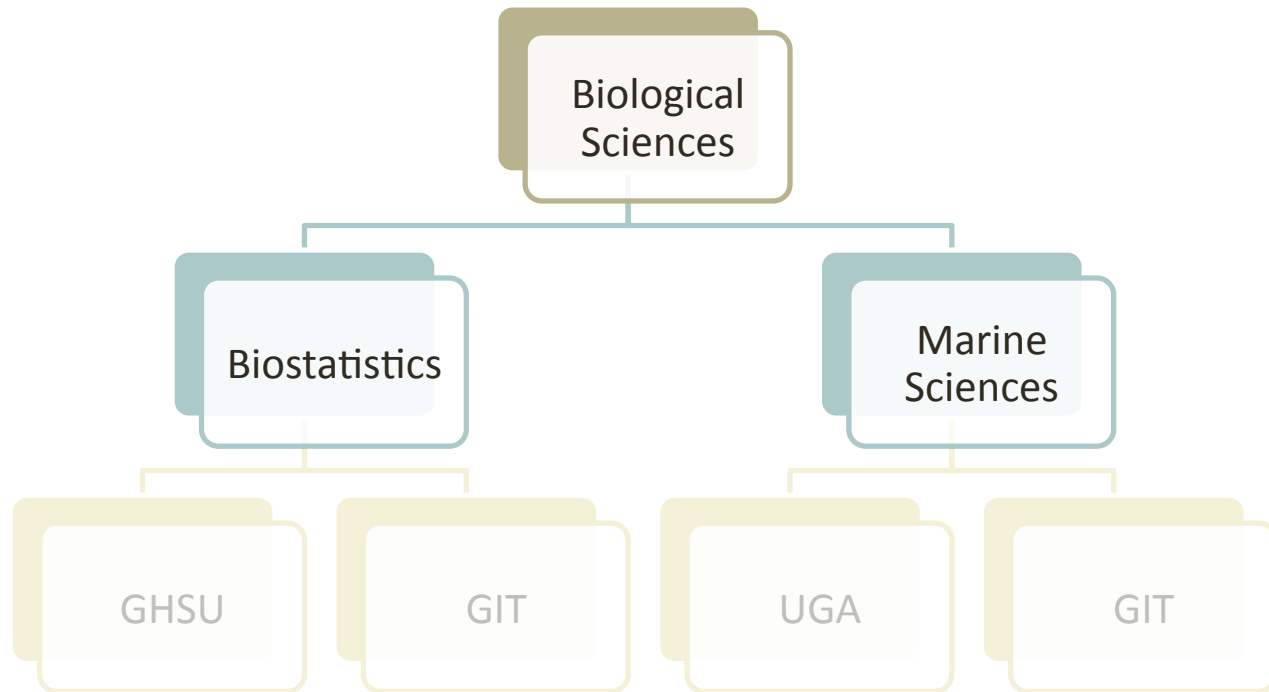 Biological
Sciences
Biostatistics
Marine
Sciences
GHSU
GIT
UGA
GIT